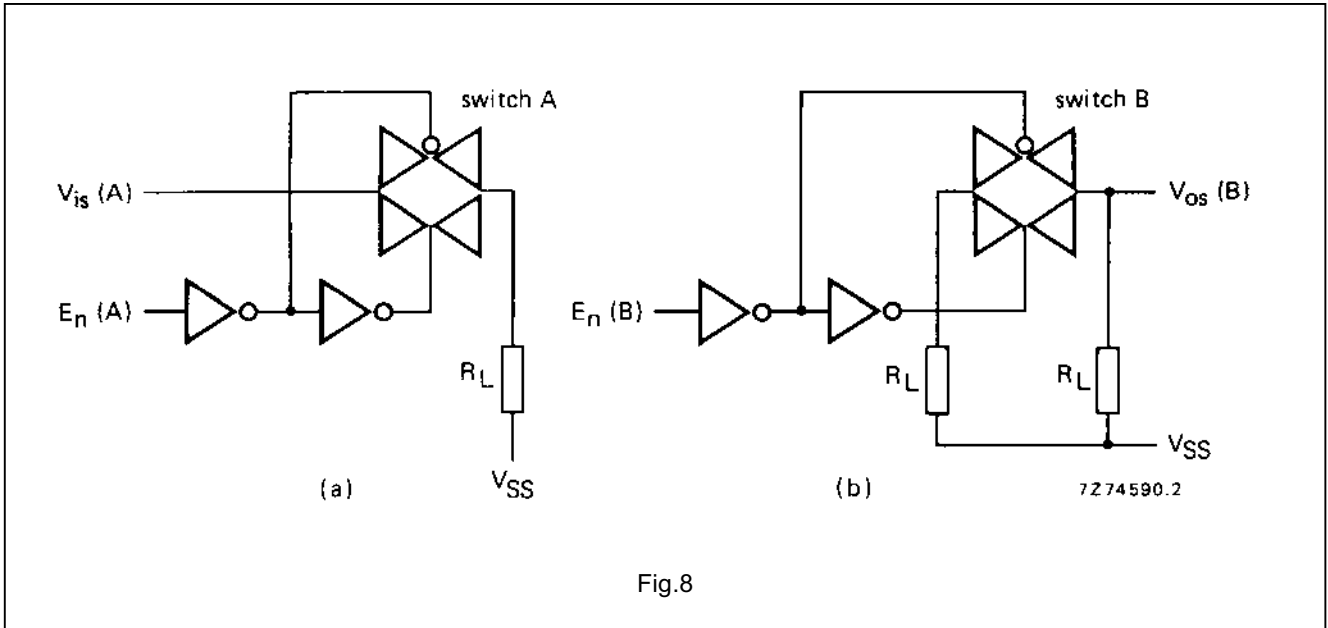 switch A
V_is (A)
E_n (A)
R_L
V_SS
(a)
switch B
V_os (B)
E_n (B)
R_L
R_L
V_SS
(b)
7Z74590.2
Fig.8